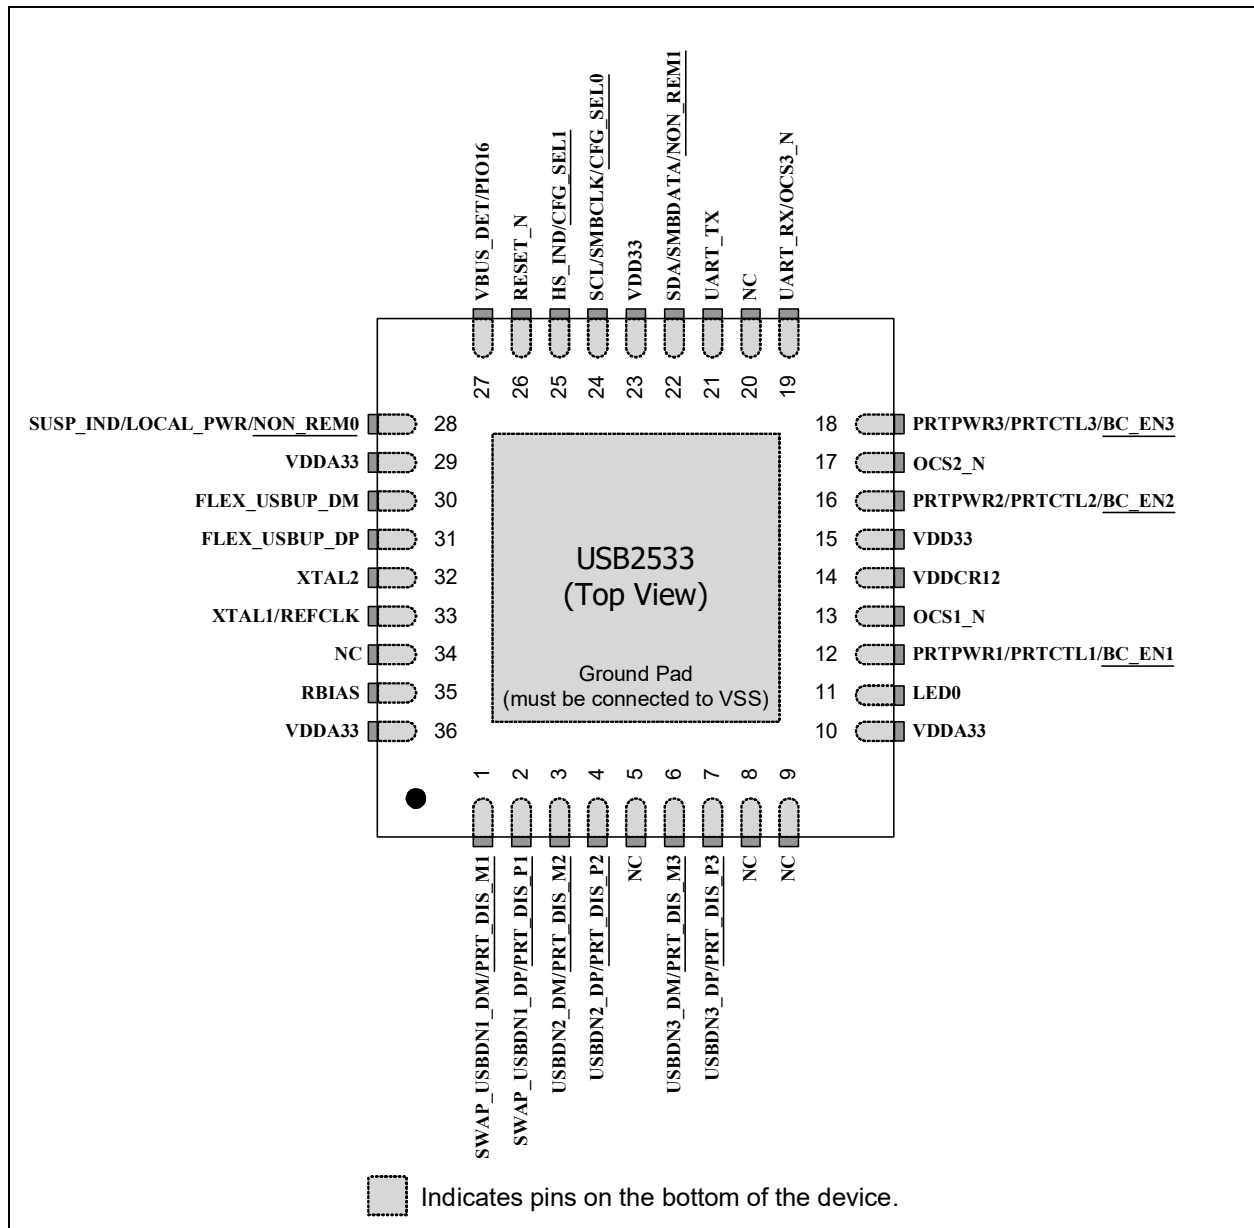 VBUS_DET/PIO16
RESET_N
HS_IND/CFG_SEL1
SCL/SMBCLK/CFG_SEL0
VDD33
SDA/SMBDATA/NON_REM1
UART_TX
NC
UART_RX/OCS3_N
27
26
25
24
23
22
21
20
19
SUSP_IND/LOCAL_PWR/NON_REM0 28
VDDA33 29
FLEX_USBUP_DM 30
FLEX_USBUP_DP 31
XTAL2 32
XTAL1/REFCLK 33
NC 34
RBIAS 35
VDDA33 36
USB2533
(Top View)
Ground Pad
(must be connected to VSS)
18 PRTPWR3/PRTCTL3/BC_EN3
17 OCS2_N
16 PRTPWR2/PRTCTL2/BC_EN2
15 VDD33
14 VDDCR12
13 OCS1_N
12 PRTPWR1/PRTCTL1/BC_EN1
11 LED0
10 VDDA33
1
2
3
4
5
6
7
8
9
SWAP_USBDN1_DM/PRT_DIS_M1
SWAP_USBDN1_DP/PRT_DIS_P1
USBDN2_DM/PRT_DIS_M2
USBDN2_DP/PRT_DIS_P2
NC
USBDN3_DM/PRT_DIS_M3
USBDN3_DP/PRT_DIS_P3
NC
NC
Indicates pins on the bottom of the device.